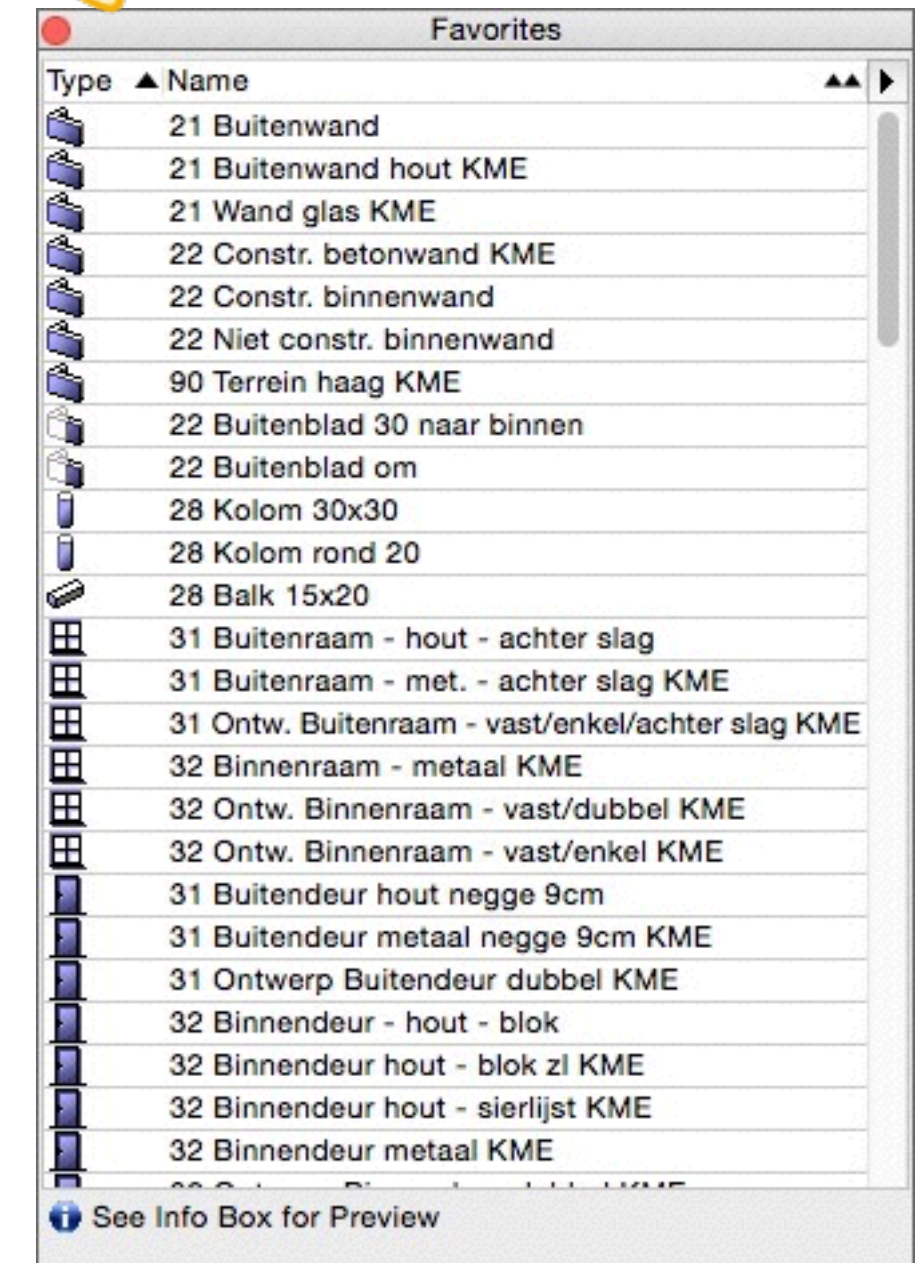 Favorites
Type Name
21 Buitenwand
21 Buitenwand hout KME
21 Wand glas KME
22 Constr. betonwand KME
22 Constr. binnenwand
22 Niet constr. binnenwand
90 Terrein haag KME
22 Buitenblad 30 naar binnen
22 Buitenblad om
28 Kolom 30x30
28 Kolom rond 20
28 Balk 15x20
31 Buitenraam - hout - achter slag
31 Buitenraam - met. - achter slag KME
31 Ontw. Buitenraam - vast/enkel/achter slag KME
32 Binnenraam - metaal KME
32 Ontw. Binnenraam - vast/dubbel KME
32 Ontw. Binnenraam - vast/enkel KME
31 Buitendeur hout negge 9cm
31 Buitendeur metaal negge 9cm KME
31 Ontwerp Buitendeur dubbel KME
32 Binnendeur - hout - blok
32 Binnendeur hout - blok zl KME
32 Binnendeur hout - sierlijst KME
32 Binnendeur metaal KME
See Info Box for Preview